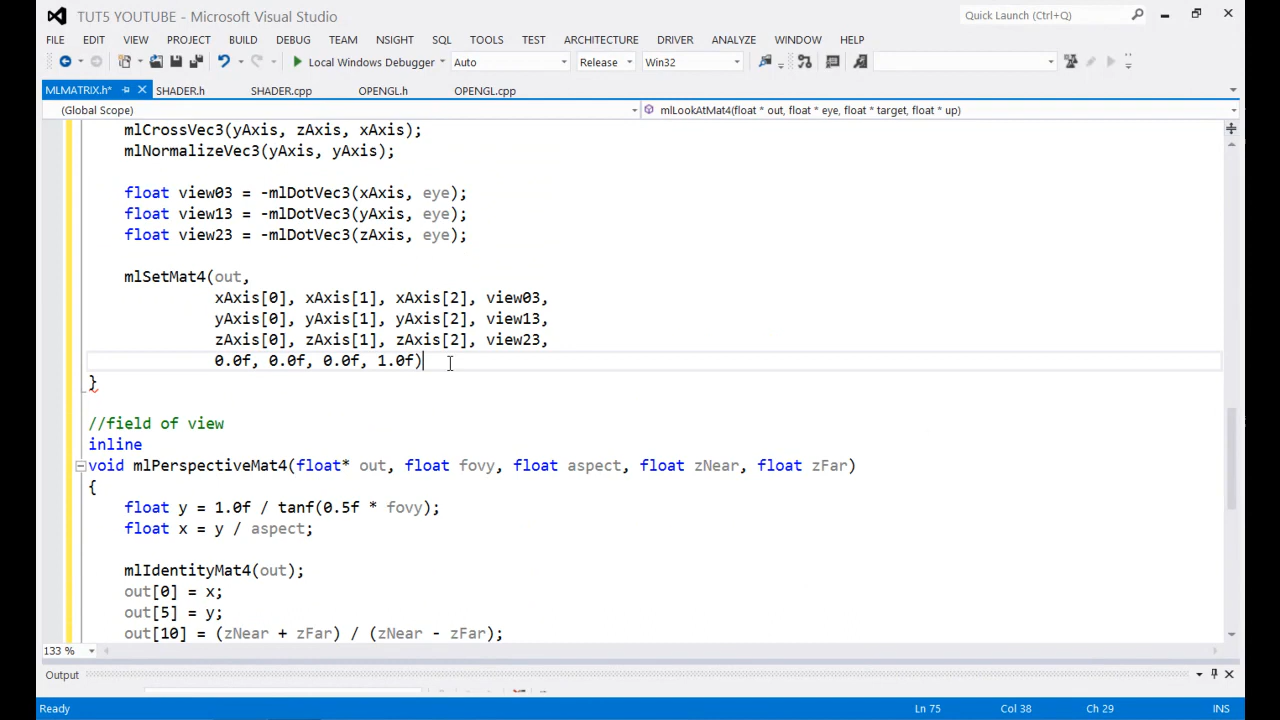 TUT5 YOUTUBE - Microsoft Visual Studio
Quick Launch (Ctrl+Q)
FILE EDIT VIEW PROJECT BUILD DEBUG TEAM NSIGHT SQL TOOLS TEST ARCHITECTURE DRIVER ANALYZE WINDOW HELP
Local Windows Debugger Auto Release Win32
MLMATRIX.h* SHADER.h SHADER.cpp OPENGL.h OPENGL.cpp
(Global Scope) mlLookAtMat4(float * out, float * eye, float * target, float * up)
mlCrossVec3(yAxis, zAxis, xAxis);
mlNormalizeVec3(yAxis, yAxis);
float view03 = -mlDotVec3(xAxis, eye);
float view13 = -mlDotVec3(yAxis, eye);
float view23 = -mlDotVec3(zAxis, eye);
mlSetMat4(out,
xAxis[0], xAxis[1], xAxis[2], view03,
yAxis[0], yAxis[1], yAxis[2], view13,
zAxis[0], zAxis[1], zAxis[2], view23,
0.0f, 0.0f, 0.0f, 1.0f)
}
//field of view
inline
void mlPerspectiveMat4(float* out, float fovy, float aspect, float zNear, float zFar)
{
float y = 1.0f / tanf(0.5f * fovy);
float x = y / aspect;
mlIdentityMat4(out);
out[0] = x;
out[5] = y;
out[10] = (zNear + zFar) / (zNear - zFar);
133 %
Output
Ready Ln 75 Col 38 Ch 29 INS